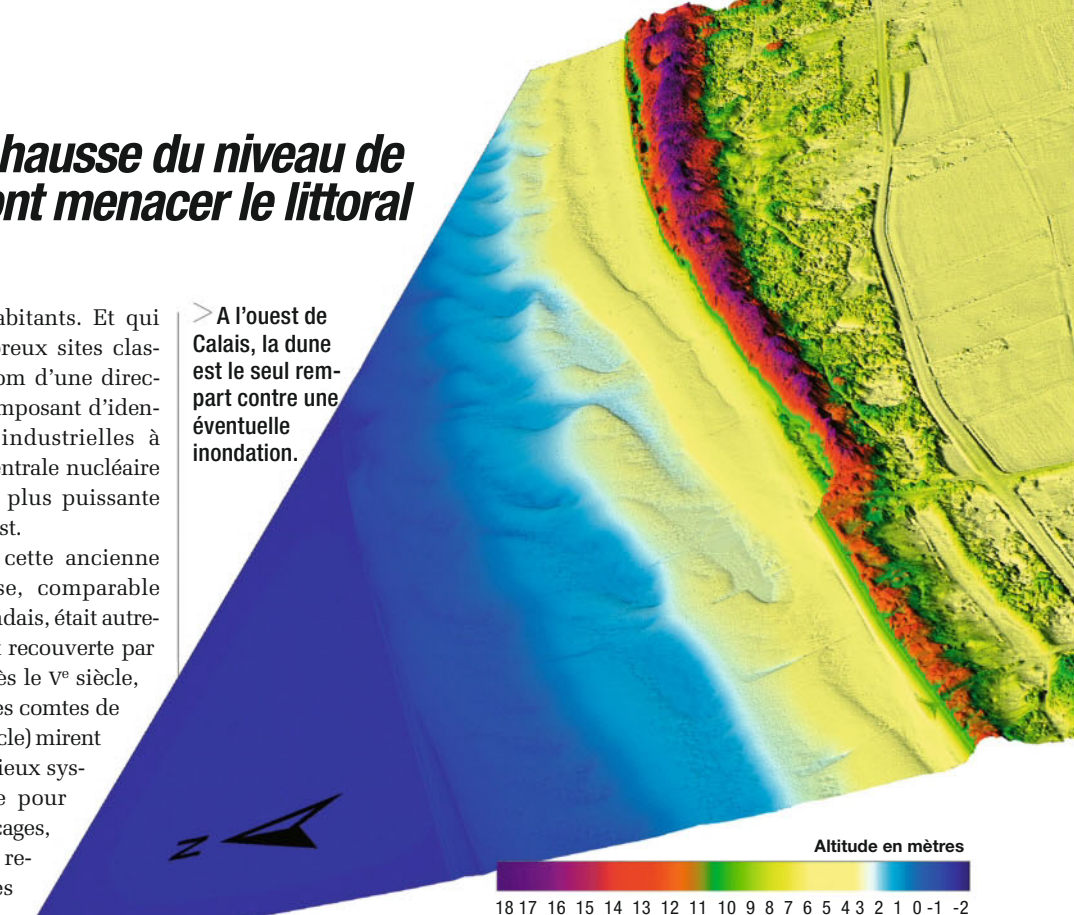 hausse du niveau de
ont menacer le littoral
abitants. Et qui
reux sites clas-
om d'une direc-
mposant d'iden-
industrielles à
entrale nucléaire
plus puissante
st.
cette ancienne
se, comparable
ndais, était autre-
recouverte par
ès le Vᵉ siècle,
es comtes de
cle) mirent
ieux sys-
e pour
cages,
re-
es
> A l'ouest de
Calais, la dune
est le seul rem-
part contre une
éventuelle
inondation.
N
Altitude en mètres
18 17 16 15 14 13 12 11 10 9 8 7 6 5 4 3 2 1 0 -1 -2